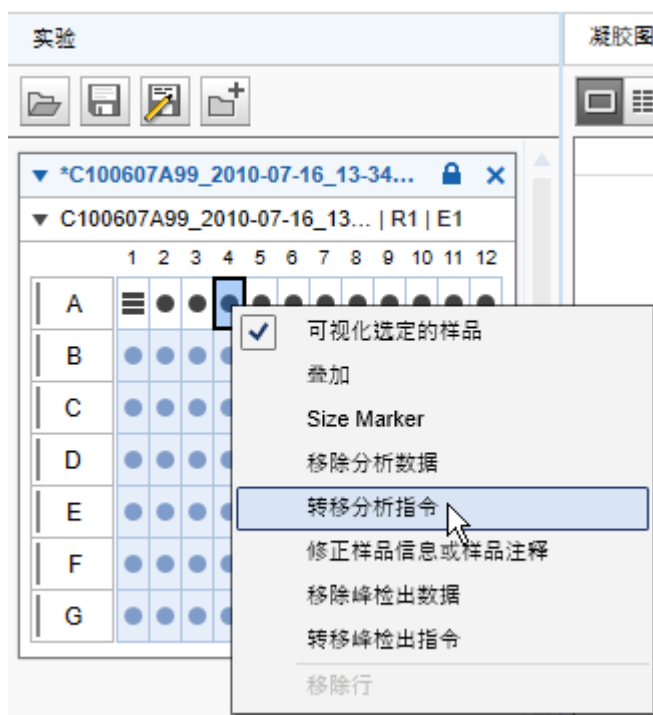 实验
凝胶图
*C100607A99_2010-07-16_13-34...
C100607A99_2010-07-16_13... | R1 | E1
1 2 3 4 5 6 7 8 9 10 11 12
A
B
C
D
E
F
G
可视化选定的样品
叠加
Size Marker
移除分析数据
转移分析指令
修正样品信息或样品注释
移除峰检出数据
转移峰检出指令
移除行